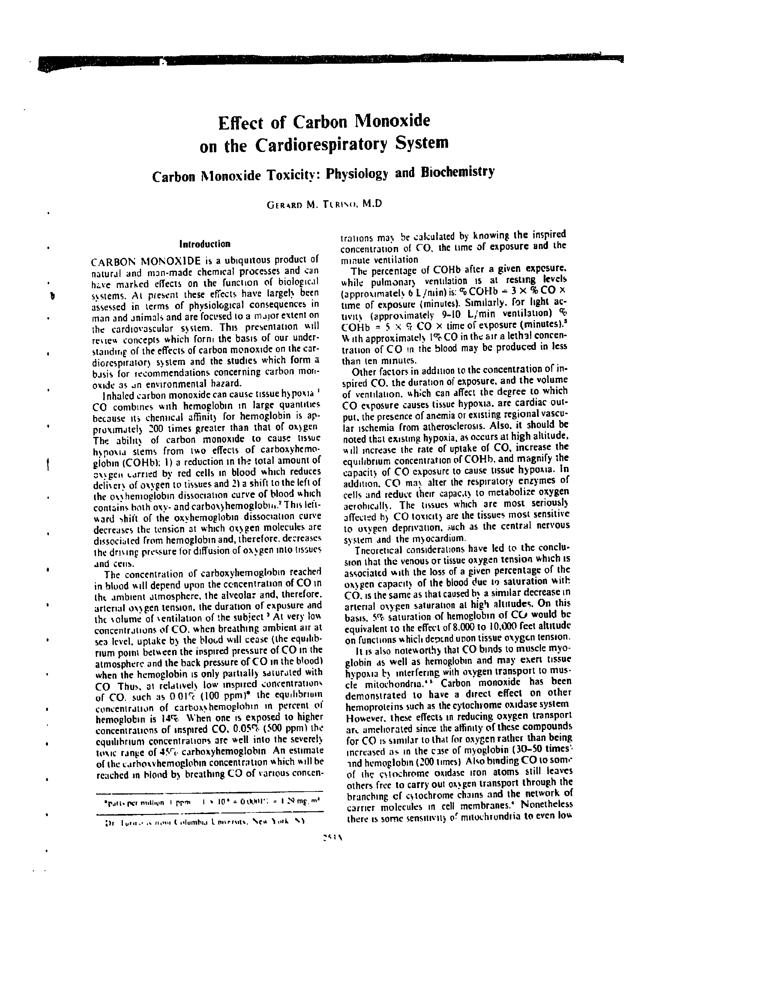 Effect of Carbon Monoxide
on the Cardiorespiratory System
Carbon Monoxide Toxicity: Physiology and Biochemistry
GERARD M. TURINO, M.D
Introduction
CARBON MONOXIDE is a ubiquitous product of
natural and man-made chemical processes and can
have marked effects on the function of biological
systems. At present these effects have largely been
assessed in terms of physiological consequences in
man and animals and are focused to a major extent on
the cardiovascular system. This presentation will
review concepts which form the basis of our under-
standing of the effects of carbon monoxide on the car-
diorespiratory system and the studies which form a
basis for recommendations concerning carbon mon-
oxide as an environmental hazard.
Inhaled carbon monoxide can cause tissue hypoxia 1
CO combines with hemoglobin in large quantities
because its chemical affinity for hemoglobin is ap-
proximately 200 times greater than that of oxygen
The ability of carbon monoxide to cause tissue
hypoxia stems from two effects of carboxyhemo-
globin (COHb); 1) a reduction in the total amount of
oxygen carried by red cells in blood which reduces
delivery of oxygen to tissues and 2) a shift to the left of
the oxyhemoglobin dissociation curve of blood which
contains both oxy- and carboxyhemoglobin.2 This left-
ward shift of the oxyhemoglobin dissociation curve
decreases the tension at which oxygen molecules are
dissociated from hemoglobin and, therefore, decreases
the driving pressure for diffusion of oxygen into tissues
and cells.
The concentration of carboxyhemoglobin reached
in blood will depend upon the concentration of CO in
the ambient atmosphere, the alveolar and, therefore,
arterial oxygen tension, the duration of exposure and
the volume of ventilation of the subject 3 At very low
concentrations of CO, when breathing ambient air at
sea level, uptake by the blood will cease (the equilib-
rium point between the inspired pressure of CO in the
atmosphere and the back pressure of CO in the blood)
when the hemoglobin is only partially saturated with
CO Thus, at relatively low inspired concentrations
of CO, such as 0.01% (100 ppm)* the equilibrium
concentration of carboxyhemoglobin in percent of
hemoglobin is 14% When one is exposed to higher
concentrations of inspired CO, 0.05% (500 ppm) the
equilibrium concentrations are well into the severely
toxic range of 45% carboxyhemoglobin An estimate
of the carboxyhemoglobin concentration which will be
reached in blood by breathing CO of various concen-
*Parts per million 1 ppm 1 × 10 = 0.0001% = 1.29 mg m³
Dr. Turino is from Columbia University, New York NY
trations may be calculated by knowing the inspired
concentration of CO, the time of exposure and the
minute ventilation
The percentage of COHb after a given exposure,
while pulmonary ventilation is at resting levels
(approximately 6 L/min) is: % COHb = 3 × % CO ×
time of exposure (minutes). Similarly, for light ac-
tivity (approximately 9-10 L/min ventilation) %
COHb = 5 × % CO × time of exposure (minutes).
With approximately 1% CO in the air a lethal concen-
tration of CO in the blood may be produced in less
than ten minutes.
Other factors in addition to the concentration of in-
spired CO, the duration of exposure, and the volume
of ventilation, which can affect the degree to which
CO exposure causes tissue hypoxia, are cardiac out-
put, the presence of anemia or existing regional vascu-
lar ischemia from atherosclerosis. Also, it should be
noted that existing hypoxia, as occurs at high altitude,
will increase the rate of uptake of CO, increase the
equilibrium concentration of COHb, and magnify the
capacity of CO exposure to cause tissue hypoxia. In
addition, CO may alter the respiratory enzymes of
cells and reduce their capacity to metabolize oxygen
aerobically. The tissues which are most seriously
affected by CO toxicity are the tissues most sensitive
to oxygen deprivation, such as the central nervous
system and the myocardium.
Theoretical considerations have led to the conclu-
sion that the venous or tissue oxygen tension which is
associated with the loss of a given percentage of the
oxygen capacity of the blood due to saturation with
CO, is the same as that caused by a similar decrease in
arterial oxygen saturation at high altitudes. On this
basis, 5% saturation of hemoglobin of CO would be
equivalent to the effect of 8,000 to 10,000 feet altitude
on functions which depend upon tissue oxygen tension.
It is also noteworthy that CO binds to muscle myo-
globin as well as hemoglobin and may exert tissue
hypoxia by interfering with oxygen transport to mus-
cle mitochondria. Carbon monoxide has been
demonstrated to have a direct effect on other
hemoproteins such as the cytochrome oxidase system
However, these effects in reducing oxygen transport
are ameliorated since the affinity of these compounds
for CO is similar to that for oxygen rather than being
increased as in the case of myoglobin (30-50 times)
and hemoglobin (200 times) Also binding CO to some
of the cytochrome oxidase iron atoms still leaves
others free to carry out oxygen transport through the
branching of cytochrome chains and the network of
carrier molecules in cell membranes. Nonetheless
there is some sensitivity of mitochondria to even low